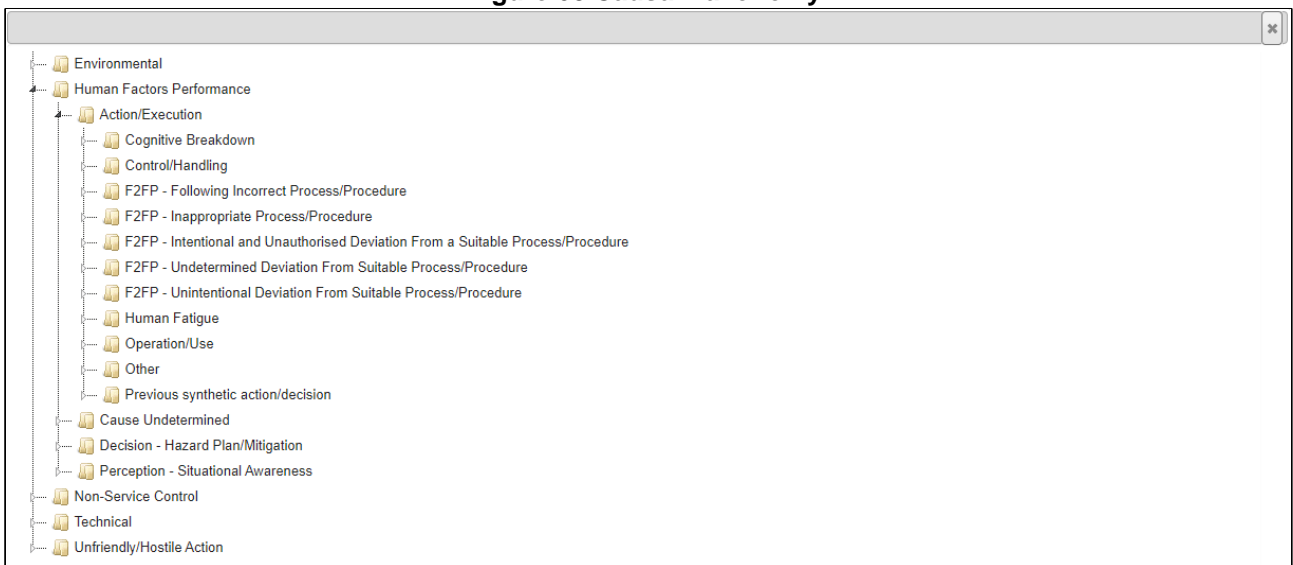 Environmental
Human Factors Performance
Action/Execution
Cognitive Breakdown
Control/Handling
F2FP - Following Incorrect Process/Procedure
F2FP - Inappropriate Process/Procedure
F2FP - Intentional and Unauthorised Deviation From a Suitable Process/Procedure
F2FP - Undetermined Deviation From Suitable Process/Procedure
F2FP - Unintentional Deviation From Suitable Process/Procedure
Human Fatigue
Operation/Use
Other
Previous synthetic action/decision
Cause Undetermined
Decision - Hazard Plan/Mitigation
Perception - Situational Awareness
Non-Service Control
Technical
Unfriendly/Hostile Action